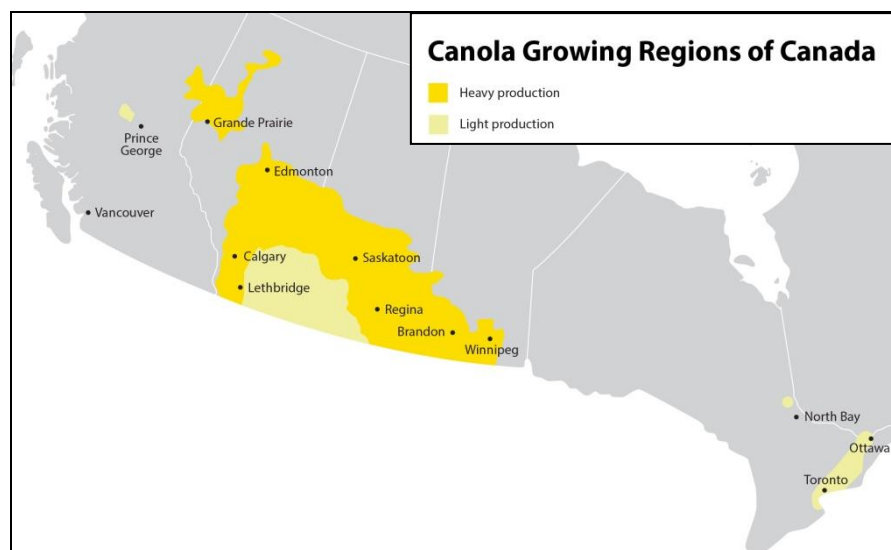 Canola Growing Regions of Canada
Heavy production
Light production
Grande Prairie
Prince
George
Edmonton
Vancouver
Calgary
Saskatoon
Lethbridge
Regina
Brandon
Winnipeg
North Bay
Ottawa
Toronto